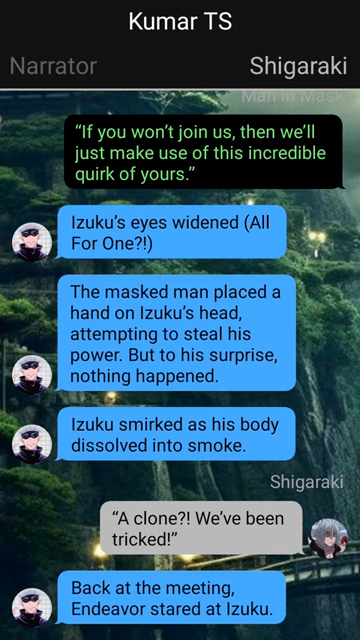 Kumar TS
Narrator
Shigaraki
Man in Mask
“If you won’t join us, then we’ll
just make use of this incredible
quirk of yours.”
Izuku’s eyes widened (All
For One?!)
The masked man placed a
hand on Izuku’s head,
attempting to steal his
power. But to his surprise,
nothing happened.
Izuku smirked as his body
dissolved into smoke.
Shigaraki
“A clone?! We’ve been
tricked!”
Back at the meeting,
Endeavor stared at Izuku.